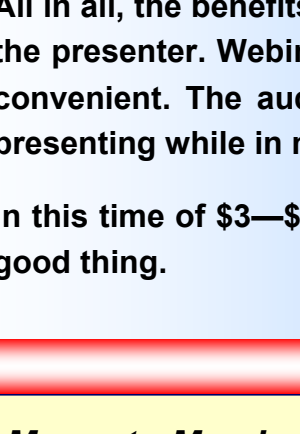 All in all, the benefits
the presenter. Webin
convenient. The aud
presenting while in
n this time of $3—$
good thing.